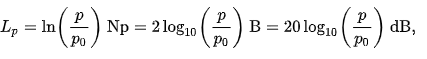 L_p = ln(p/p_0) Np = 2 log_10(p/p_0) B = 20 log_10(p/p_0) dB,